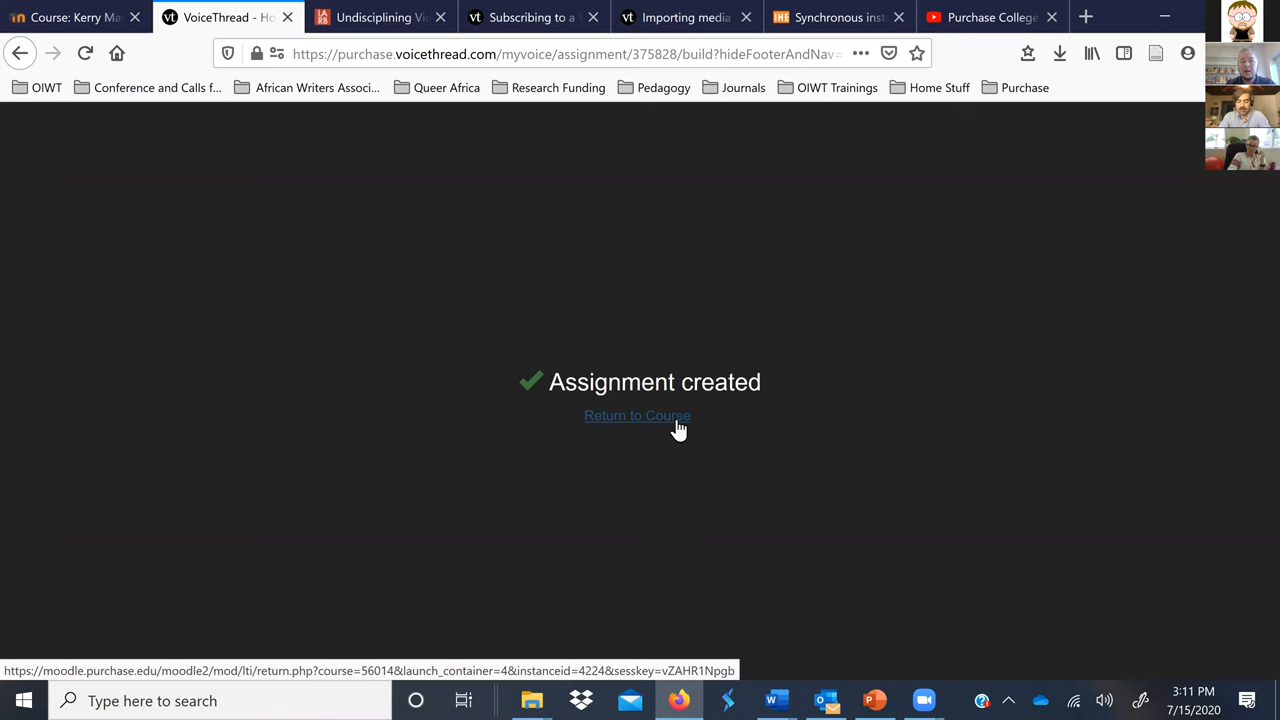 Course: Kerry Ma
VoiceThread - Ho
Undisciplining Vi
Subscribing to a
Importing media
Synchronous inst
Purchase College
https://purchase.voicethread.com/myvoice/assignment/375828/build?hideFooterAndNav=
OIWT
Conference and Calls f...
African Writers Associ...
Queer Africa
Research Funding
Pedagogy
Journals
OIWT Trainings
Home Stuff
Purchase
Assignment created
Return to Course
https://moodle.purchase.edu/moodle2/mod/lti/return.php?course=56014&launch_container=4&instanceid=4224&sesskey=vZAHR1Npgb
Type here to search
3:11 PM
7/15/2020